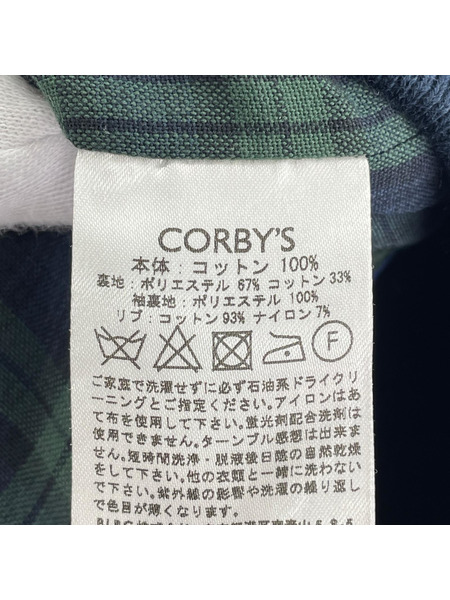 CORBY'S
本体：コットン 100%
裏地：ポリエステル 67% コットン 33%
袖裏地：ポリエステル 100%
リブ：コットン 93% ナイロン 7%
F
ご家庭で洗濯せずに必ず石油系ドライクリ
ーニングとご指定ください。アイロンはあ
て布を使用して下さい。蛍光剤配合洗剤は
使用できません。ターンブル感想は出来ま
せん。短時間洗浄・脱液後日陰の自然乾燥
をして下さい。他の衣類と一緒に洗わない
で下さい。紫外線の影響や洗濯の繰り返し
で色目が薄くなります。